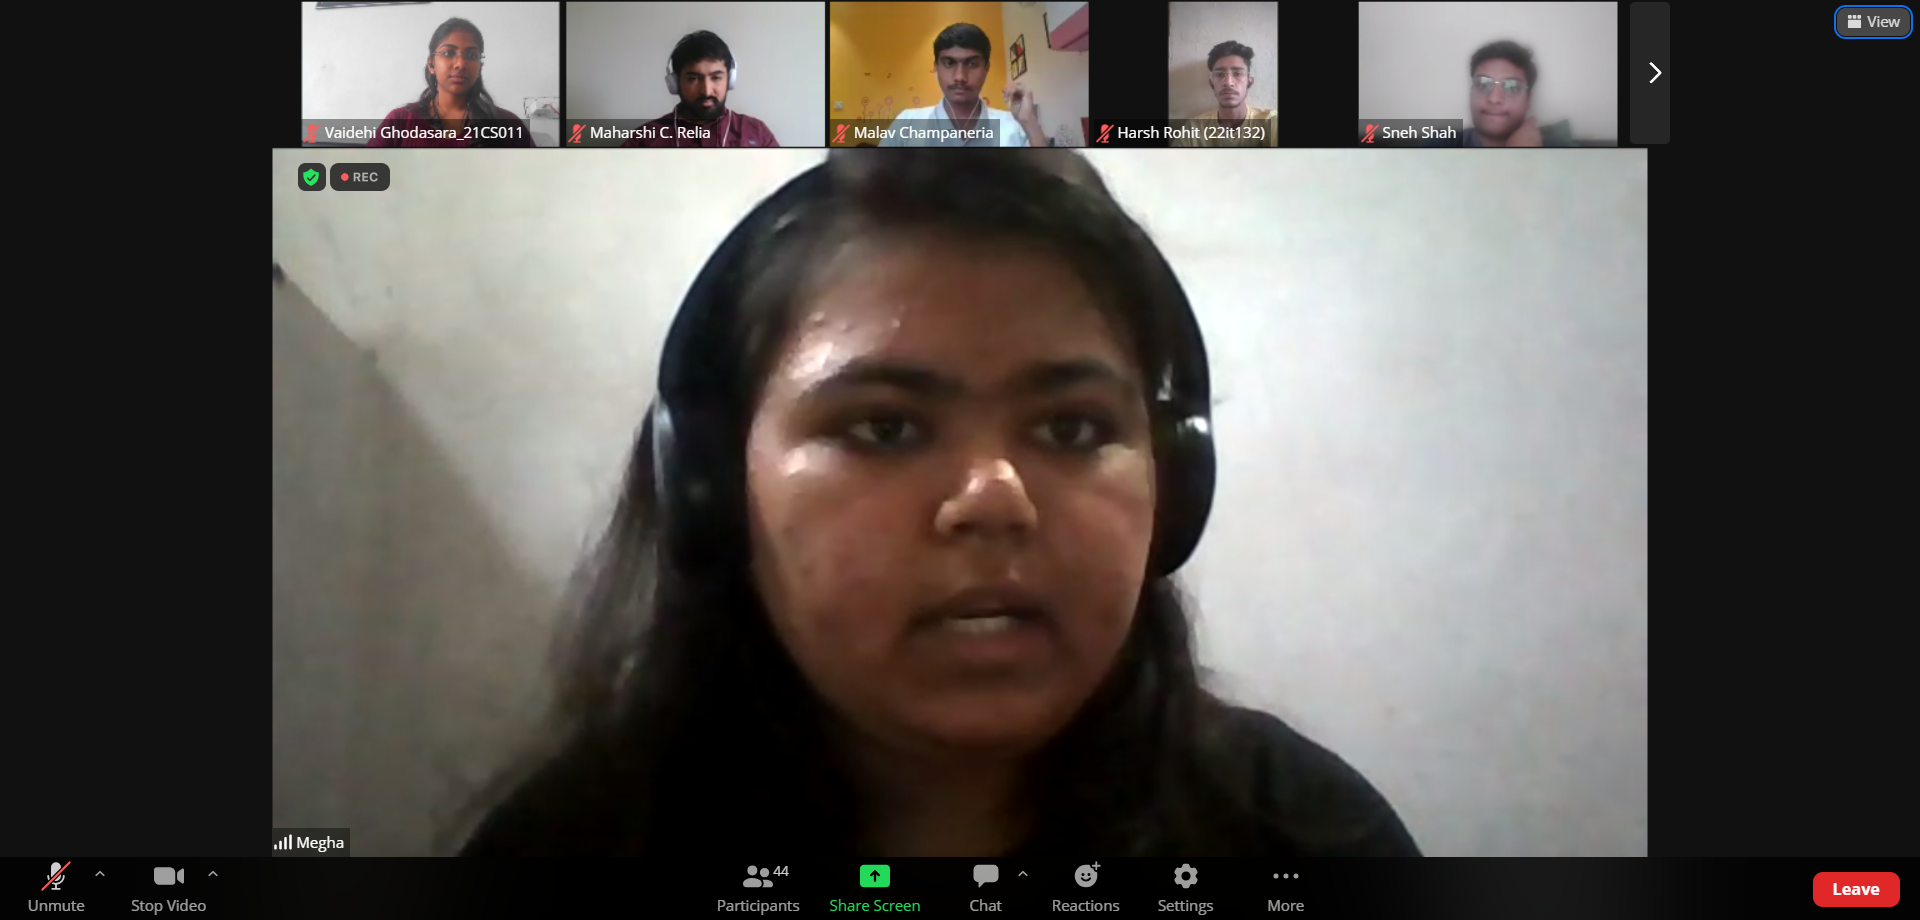 View
Vaidehi Ghodasara_21CS011
Maharshi C. Relia
Malav Champaneria
Harsh Rohit (22it132)
Sneh Shah
REC
Megha
Unmute
Stop Video
44
Participants
Share Screen
Chat
Reactions
Settings
More
Leave